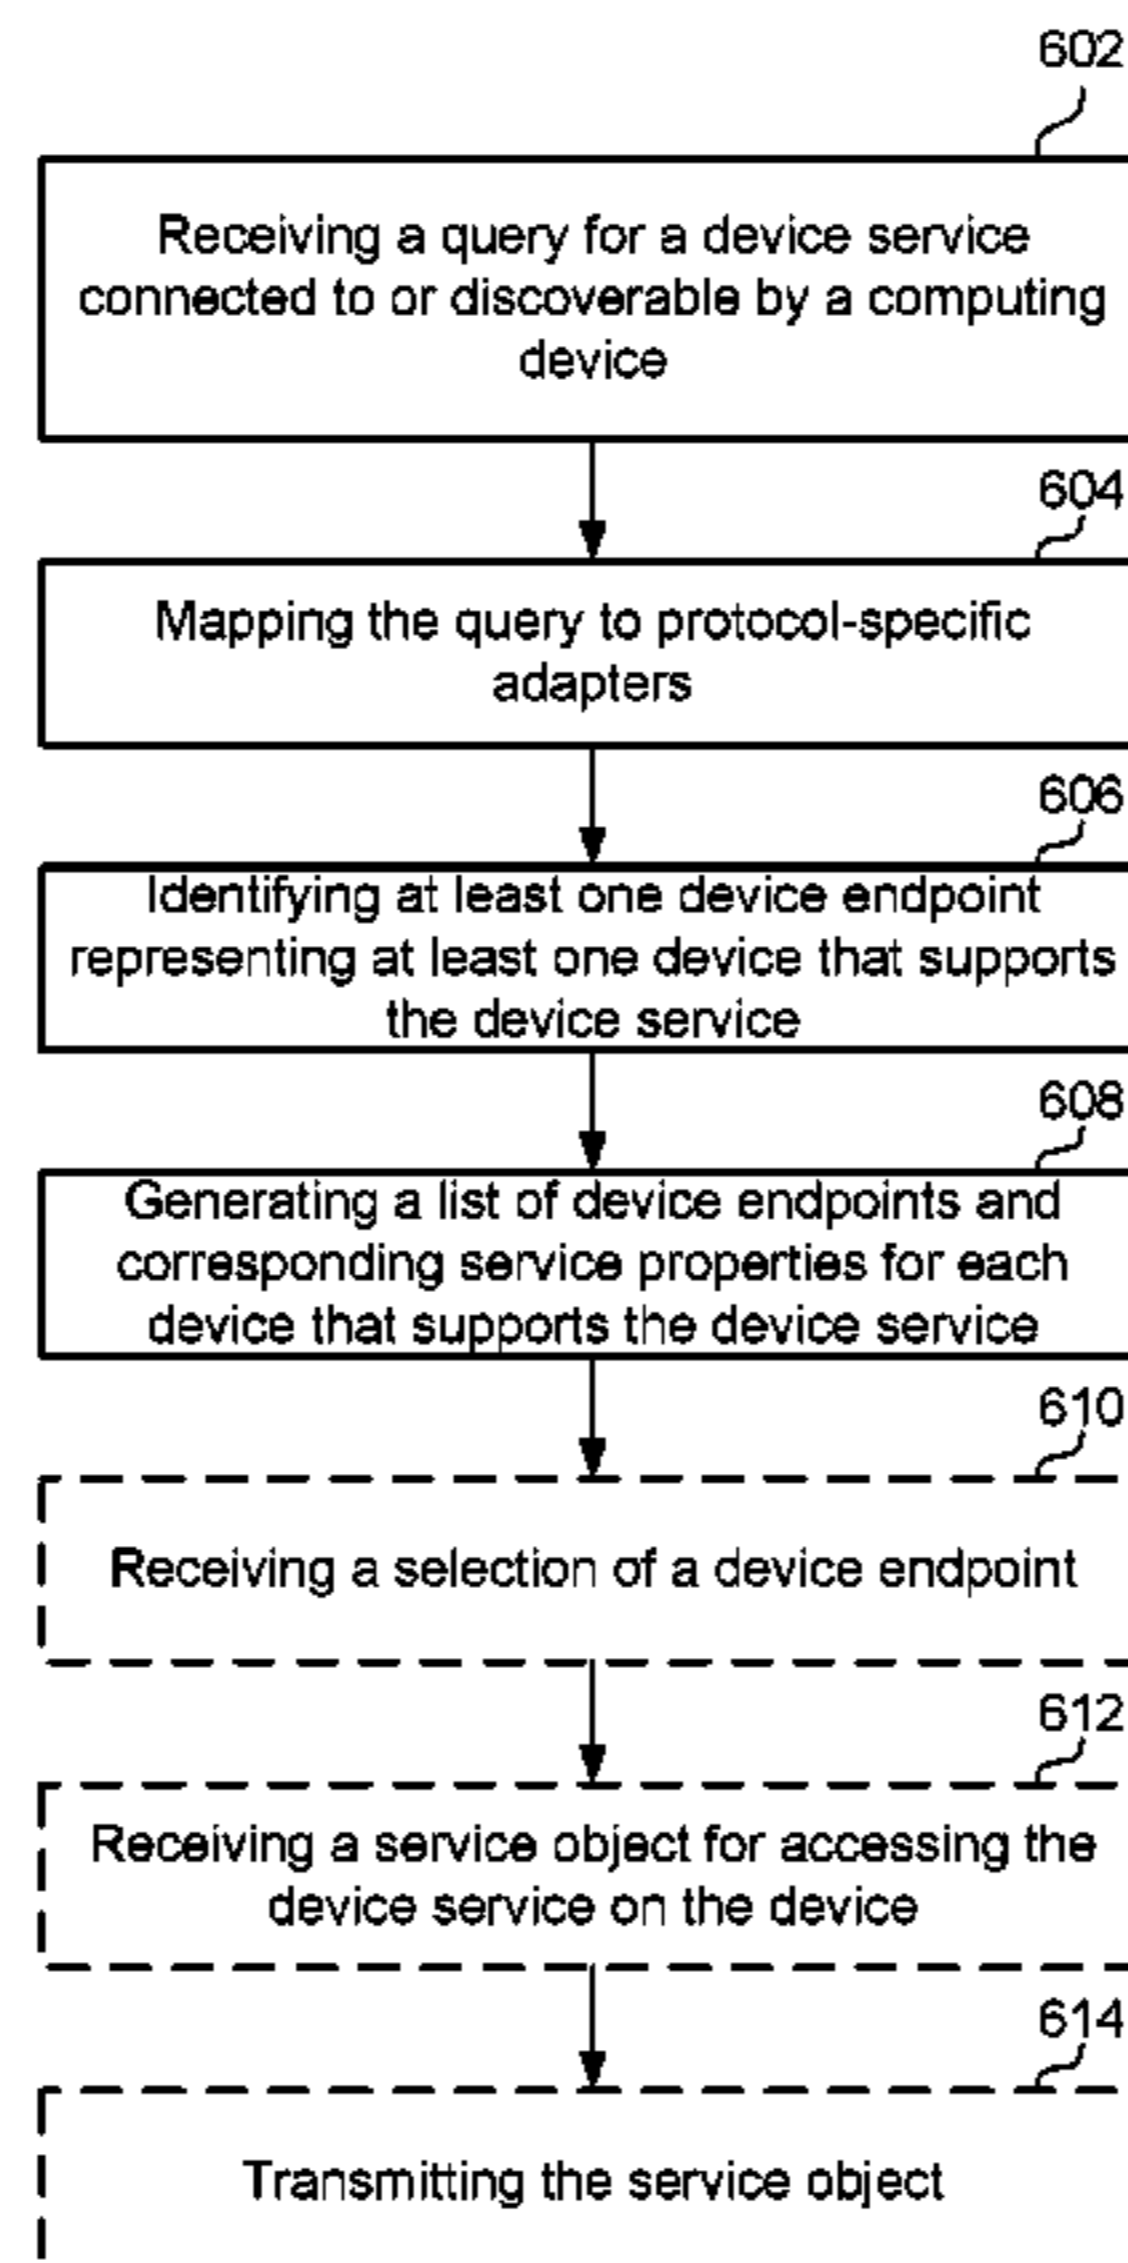 602
Receiving a query for a device service
connected to or discoverable by a computing
device
604
Mapping the query to protocol-specific
adapters
606
Identifying at least one device endpoint
representing at least one device that supports
the device service
608
Generating a list of device endpoints and
corresponding service properties for each
device that supports the device service
610
Receiving a selection of a device endpoint
612
Receiving a service object for accessing the
device service on the device
614
Transmitting the service object